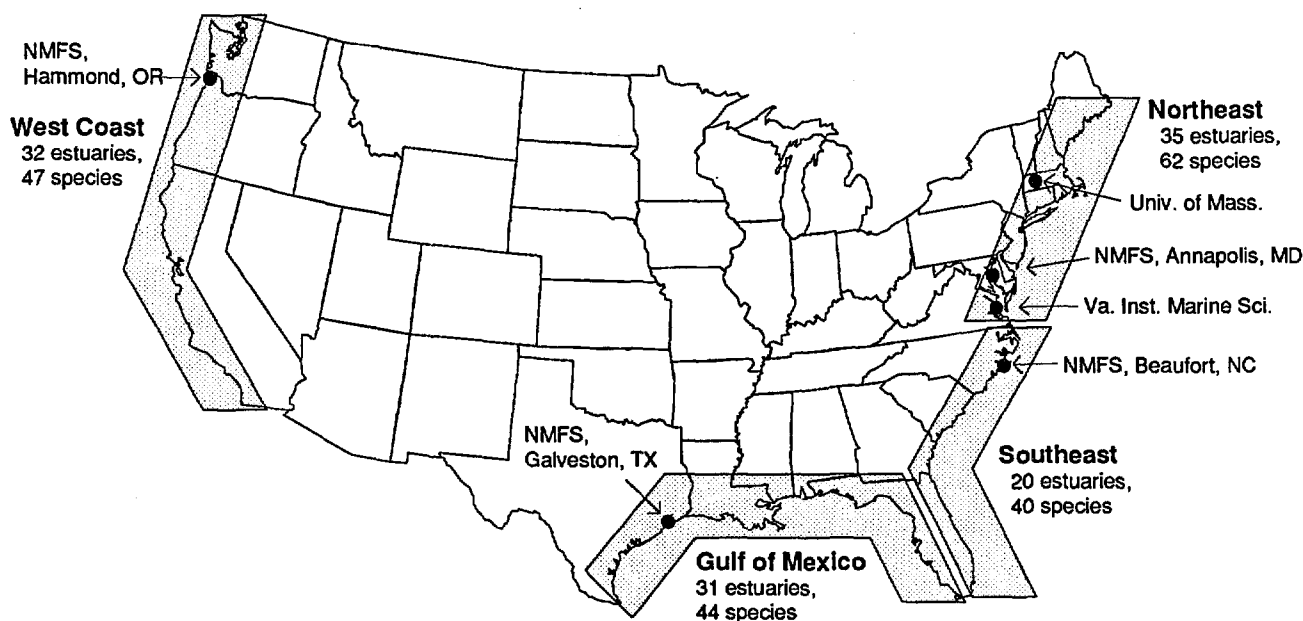 NMFS,
Hammond, OR
West Coast
32 estuaries,
47 species
Northeast
35 estuaries,
62 species
Univ. of Mass.
NMFS, Annapolis, MD
Va. Inst. Marine Sci.
NMFS, Beaufort, NC
NMFS,
Galveston, TX
Southeast
20 estuaries,
40 species
Gulf of Mexico
31 estuaries,
44 species